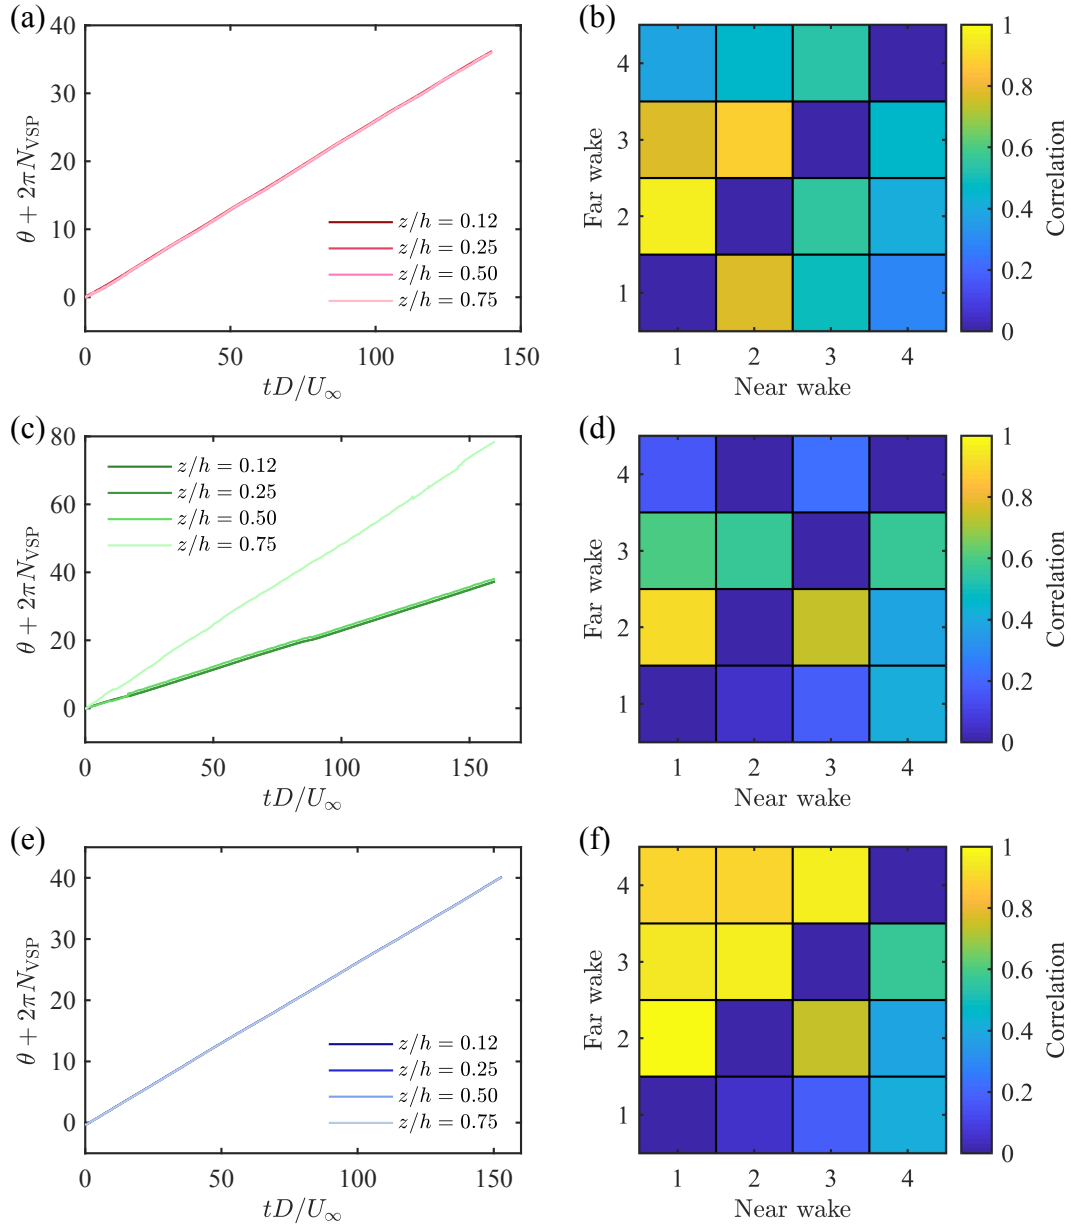 (a)
40
30
20
10
0
θ + 2πN_VSP
0 50 100 150
tD/U∞
z/h = 0.12
z/h = 0.25
z/h = 0.50
z/h = 0.75
(b)
4
3
2
1
Far wake
1 2 3 4
Near wake
1
0.8
0.6
0.4
0.2
0
Correlation
(c)
80
60
40
20
0
θ + 2πN_VSP
0 50 100 150
tD/U∞
z/h = 0.12
z/h = 0.25
z/h = 0.50
z/h = 0.75
(d)
4
3
2
1
Far wake
1 2 3 4
Near wake
1
0.8
0.6
0.4
0.2
0
Correlation
(e)
40
30
20
10
0
θ + 2πN_VSP
0 50 100 150
tD/U∞
z/h = 0.12
z/h = 0.25
z/h = 0.50
z/h = 0.75
(f)
4
3
2
1
Far wake
1 2 3 4
Near wake
1
0.8
0.6
0.4
0.2
0
Correlation